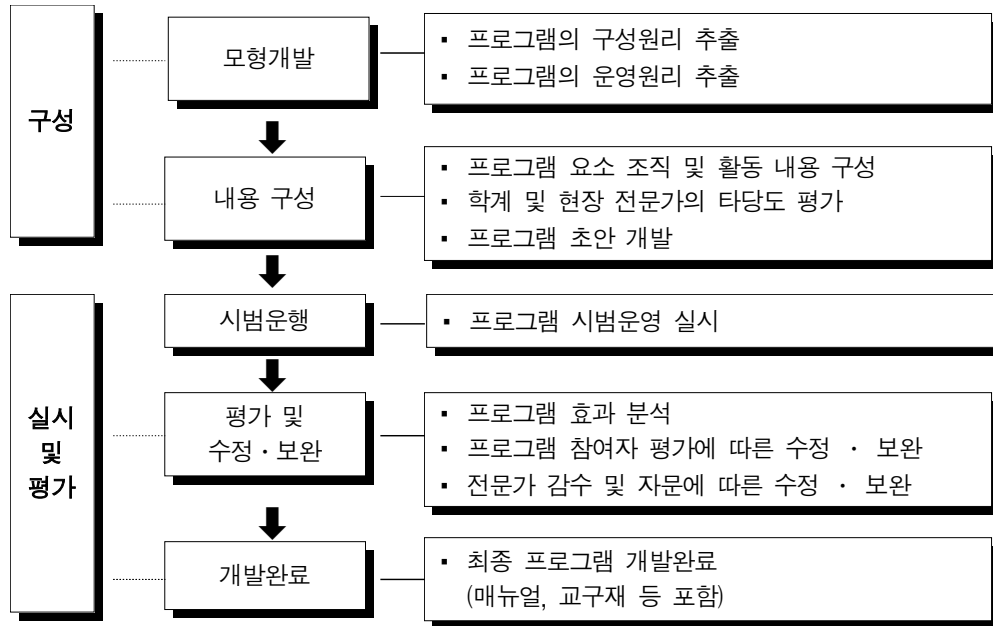 구성
모형개발
▪ 프로그램의 구성원리 추출
▪ 프로그램의 운영원리 추출
내용 구성
▪ 프로그램 요소 조직 및 활동 내용 구성
▪ 학계 및 현장 전문가의 타당도 평가
▪ 프로그램 초안 개발
실시
및
평가
시범운행
▪ 프로그램 시범운영 실시
평가 및
수정・보완
▪ 프로그램 효과 분석
▪ 프로그램 참여자 평가에 따른 수정 ・ 보완
▪ 전문가 감수 및 자문에 따른 수정 ・ 보완
개발완료
▪ 최종 프로그램 개발완료
(매뉴얼, 교구재 등 포함)